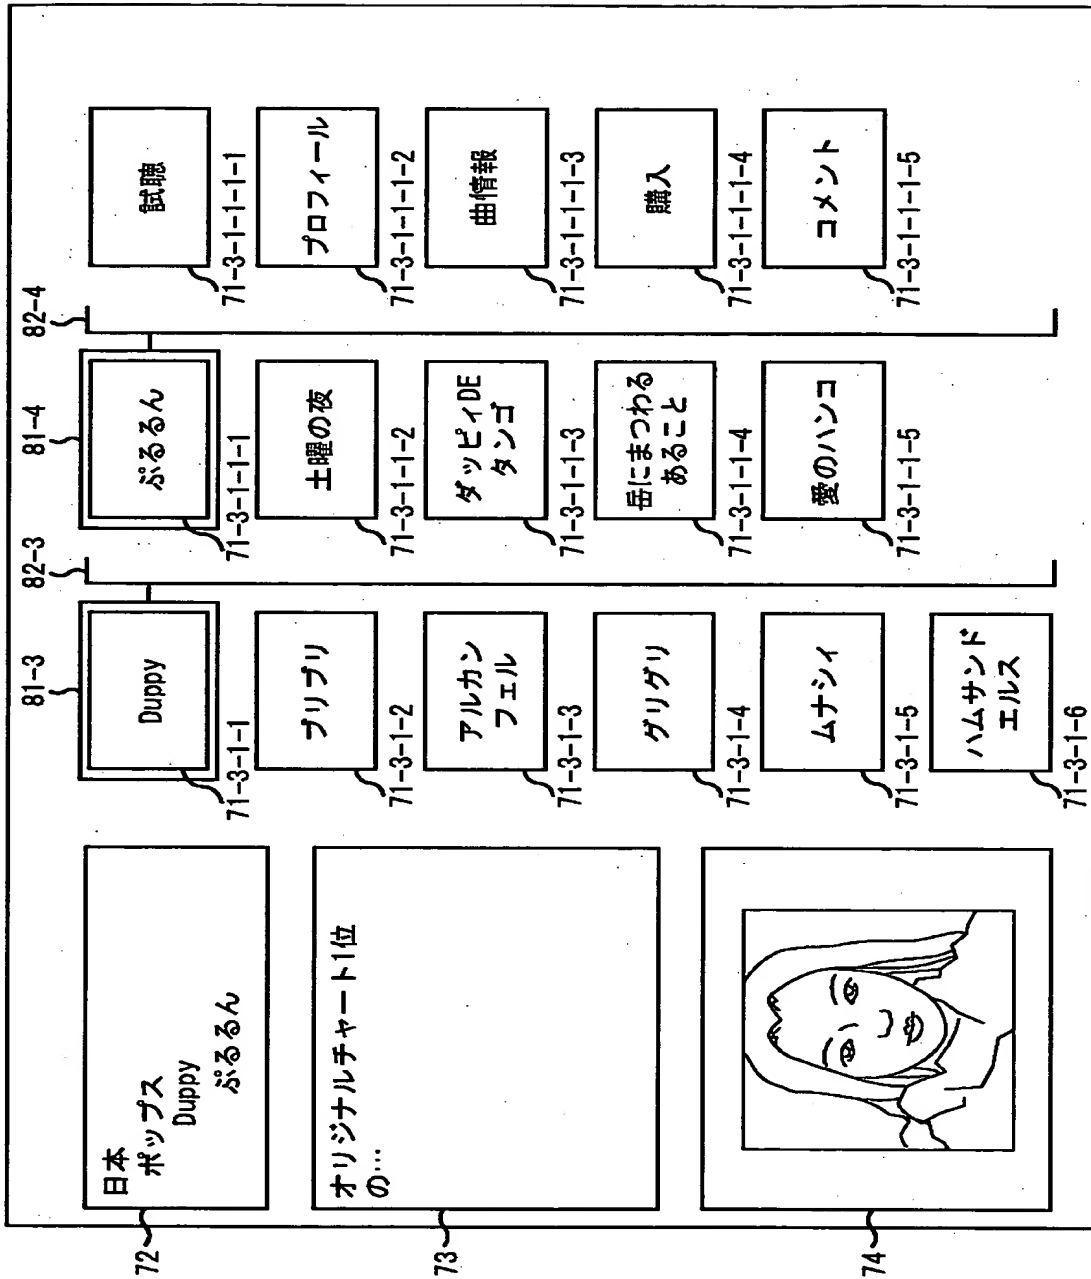 72
日本
ポップス
Duppy
ぷるるん
73
オリジナルチャート1位
の…
74
81-3
82-3
81-4
82-4
Duppy
71-3-1-1
プリプリ
71-3-1-2
アルカン
フェル
71-3-1-3
グリグリ
71-3-1-4
ムナシィ
71-3-1-5
ハムサンド
エルス
71-3-1-6
ぷるるん
71-3-1-1-1
土曜の夜
71-3-1-1-2
ダッピィDE
タンゴ
71-3-1-1-3
岳にまつわる
あること
71-3-1-1-4
愛のハンコ
71-3-1-1-5
試聴
71-3-1-1-1-1
プロフィール
71-3-1-1-1-2
曲情報
71-3-1-1-1-3
購入
71-3-1-1-1-4
コメント
71-3-1-1-1-5